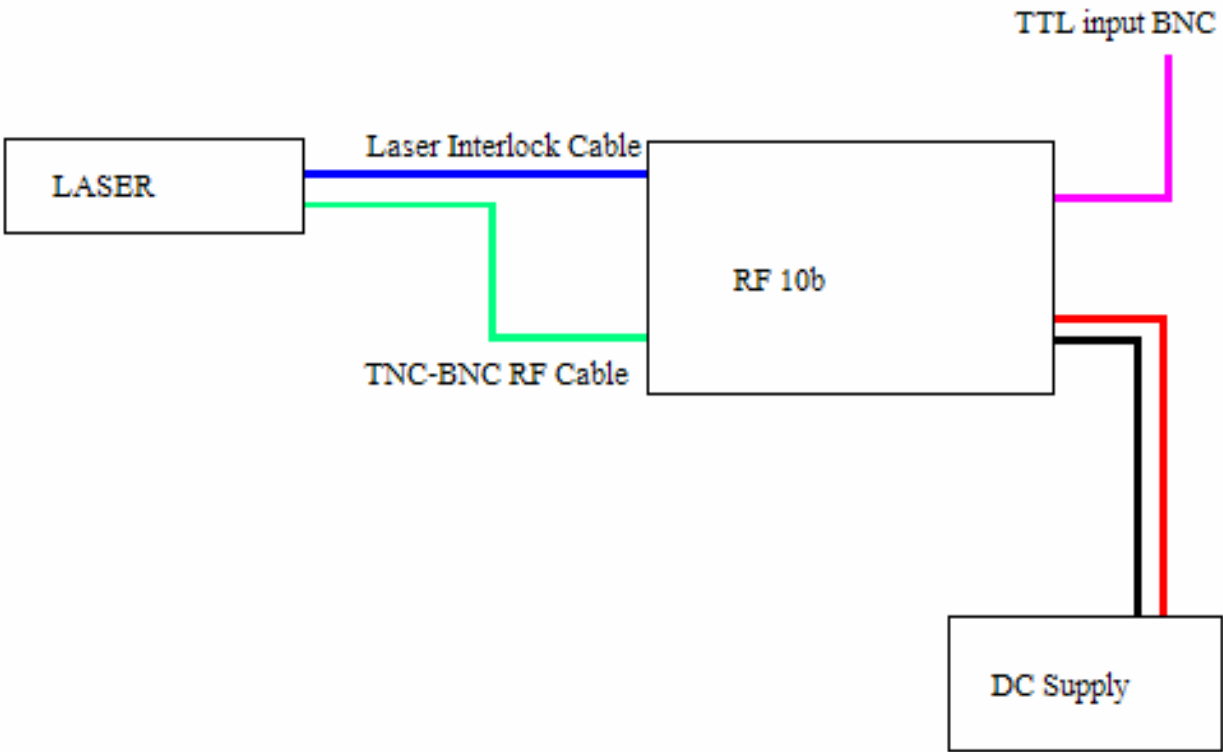 TTL input BNC
Laser Interlock Cable
LASER
RF 10b
TNC-BNC RF Cable
DC Supply